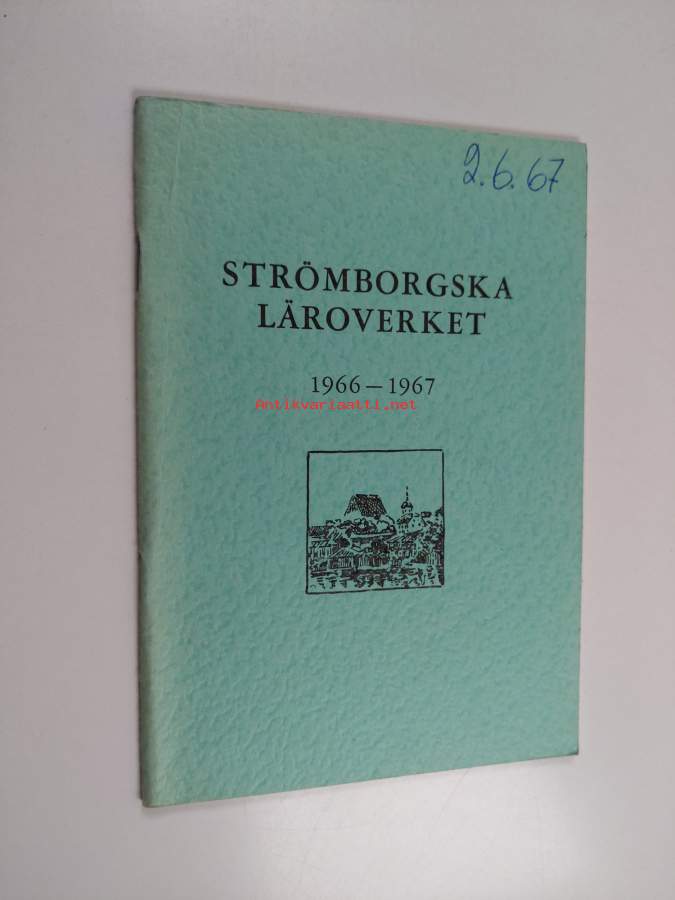 2.6.67
STRÖMBORGSKA
LÄROVERKET
1966 — 1967
Antikvariaatti.net